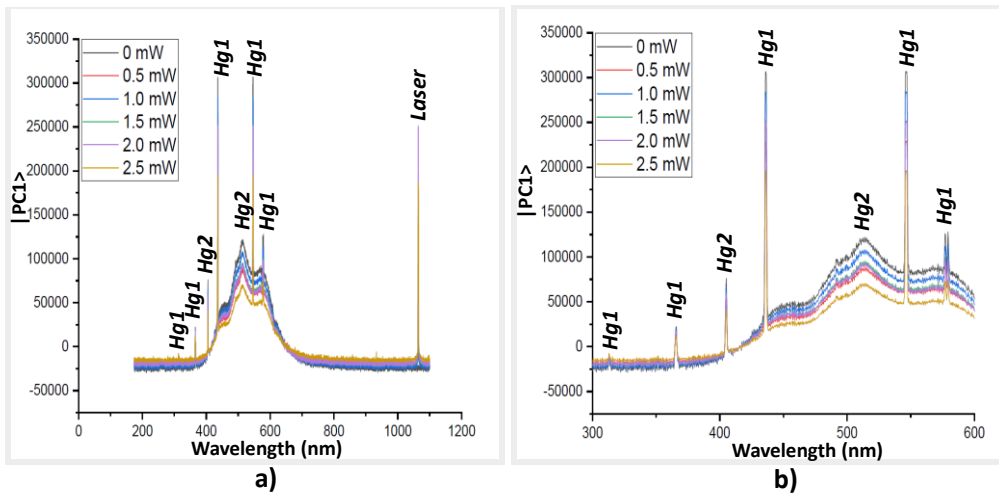 350000
300000
250000
200000
150000
100000
50000
0
-50000
|PC1>
0 mW
0.5 mW
1.0 mW
1.5 mW
2.0 mW
2.5 mW
Hg1
Hg1
Hg2
Hg1
Hg2
Hg1
Hg1
Laser
0 200 400 600 800 1000 1200
Wavelength (nm)
a)
350000
300000
250000
200000
150000
100000
50000
0
-50000
|PC1>
0 mW
0.5 mW
1.0 mW
1.5 mW
2.0 mW
2.5 mW
Hg1
Hg1
Hg2
Hg1
Hg2
Hg1
Hg1
300 400 500 600
Wavelength (nm)
b)